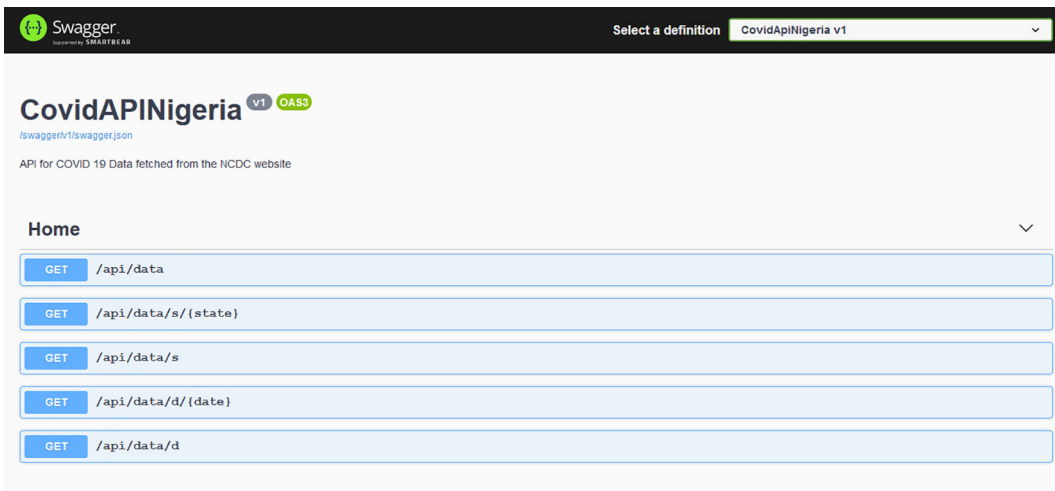 Swagger.
Supported by SMARTBEAR
Select a definition
CovidApiNigeria v1
CovidAPINigeria v1 OAS3
/swagger/v1/swagger.json
API for COVID 19 Data fetched from the NCDC website
Home
GET /api/data
GET /api/data/s/{state}
GET /api/data/s
GET /api/data/d/{date}
GET /api/data/d